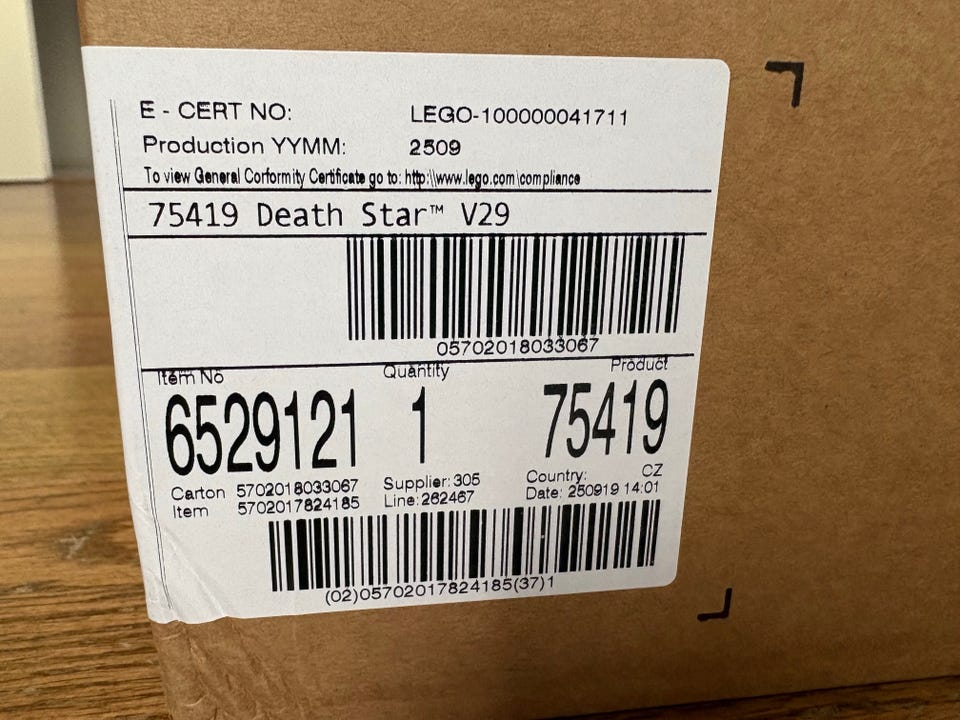 E - CERT NO: LEGO-100000041711
Production YYMM: 2509
To view General Corformity Certificate go to: http:\\www.lego.com\compliance
75419 Death Star™ V29
05702018033067
Item No Quantity Product
6529121 1 75419
Carton 5702018033067 Supplier: 305 Country: CZ
Item 5702017824185 Line: 262467 Date: 250919 14:01
(02)05702017824185(37)1